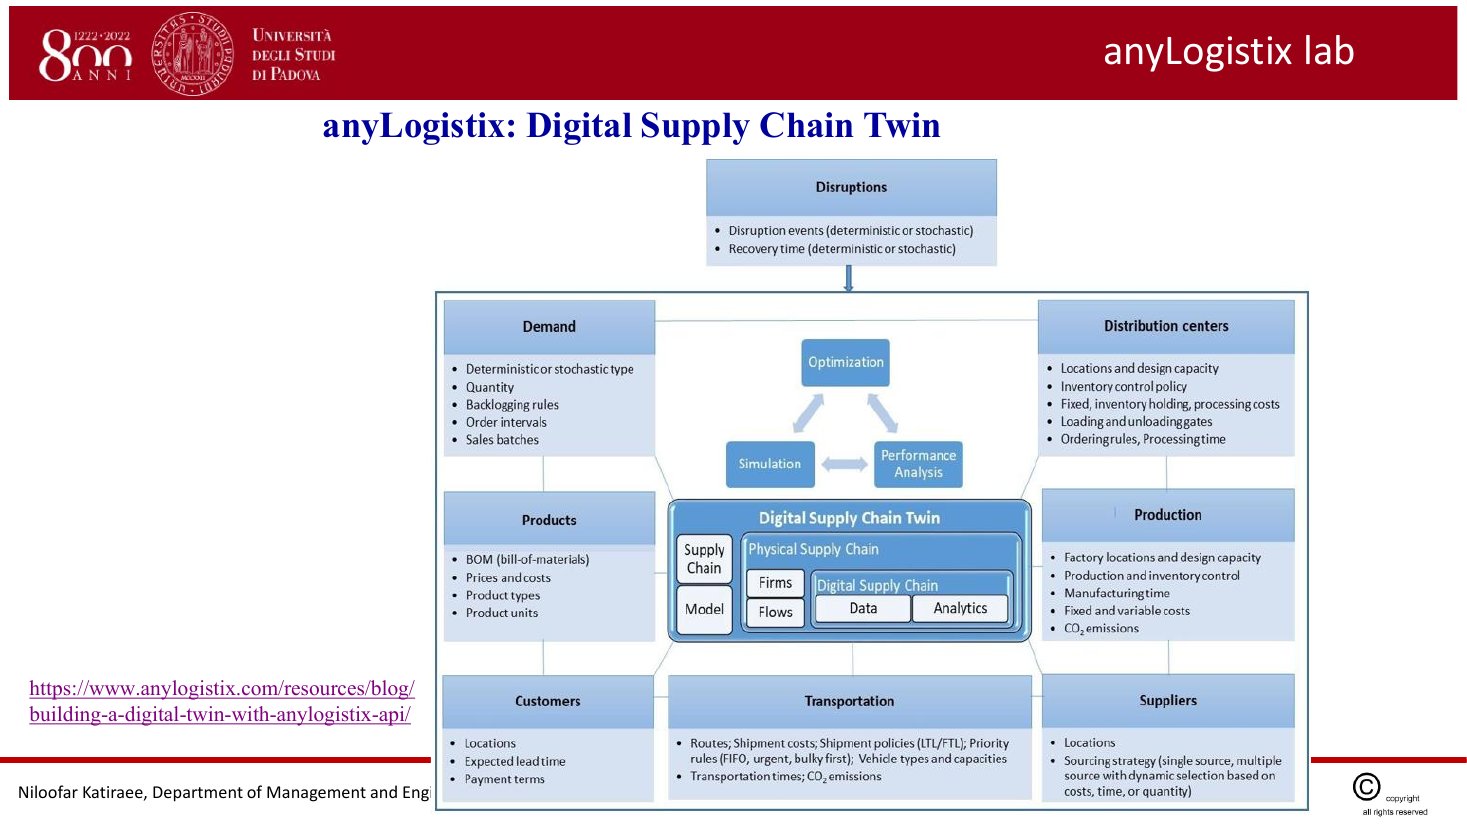 1222·2022
800
ANNI
UNIVERSITÀ
DEGLI STUDI
DI PADOVA
anyLogistix lab
anyLogistix: Digital Supply Chain Twin
Disruptions
• Disruption events (deterministic or stochastic)
• Recovery time (deterministic or stochastic)
Demand
• Deterministic or stochastic type
• Quantity
• Backlogging rules
• Order intervals
• Sales batches
Optimization
Simulation
Performance
Analysis
Distribution centers
• Locations and design capacity
• Inventory control policy
• Fixed, inventory holding, processing costs
• Loading and unloading gates
• Ordering rules, Processing time
Products
• BOM (bill-of-materials)
• Prices and costs
• Product types
• Product units
Digital Supply Chain Twin
Supply
Chain
Model
Physical Supply Chain
Firms
Flows
Digital Supply Chain
Data
Analytics
Production
• Factory locations and design capacity
• Production and inventory control
• Manufacturing time
• Fixed and variable costs
• CO₂ emissions
https://www.anylogistix.com/resources/blog/
building-a-digital-twin-with-anylogistix-api/
Customers
• Locations
• Expected lead time
• Payment terms
Transportation
• Routes; Shipment costs; Shipment policies (LTL/FTL); Priority
rules (FIFO, urgent, bulky first); Vehicle types and capacities
• Transportation times; CO₂ emissions
Suppliers
• Locations
• Sourcing strategy (single source, multiple
source with dynamic selection based on
costs, time, or quantity)
Niloofar Katiraee, Department of Management and Engi
© copyright
all rights reserved